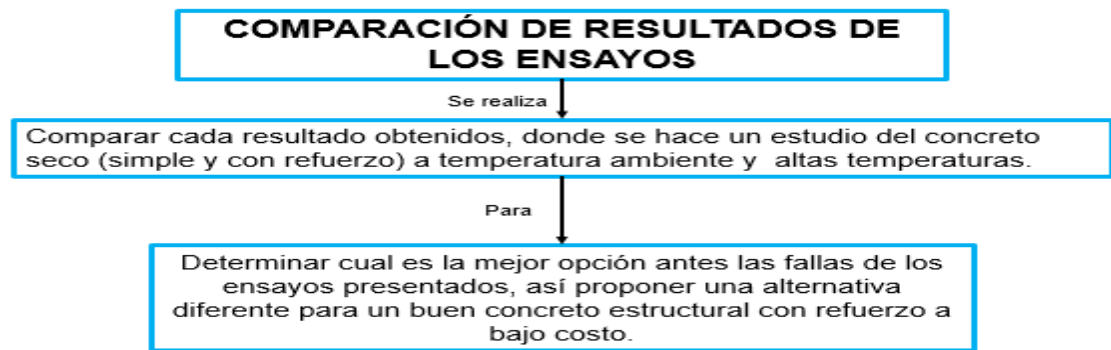 COMPARACIÓN DE RESULTADOS DE
LOS ENSAYOS
Se realiza
Comparar cada resultado obtenidos, donde se hace un estudio del concreto
seco (simple y con refuerzo) a temperatura ambiente y altas temperaturas.
Para
Determinar cual es la mejor opción antes las fallas de los
ensayos presentados, así proponer una alternativa
diferente para un buen concreto estructural con refuerzo a
bajo costo.